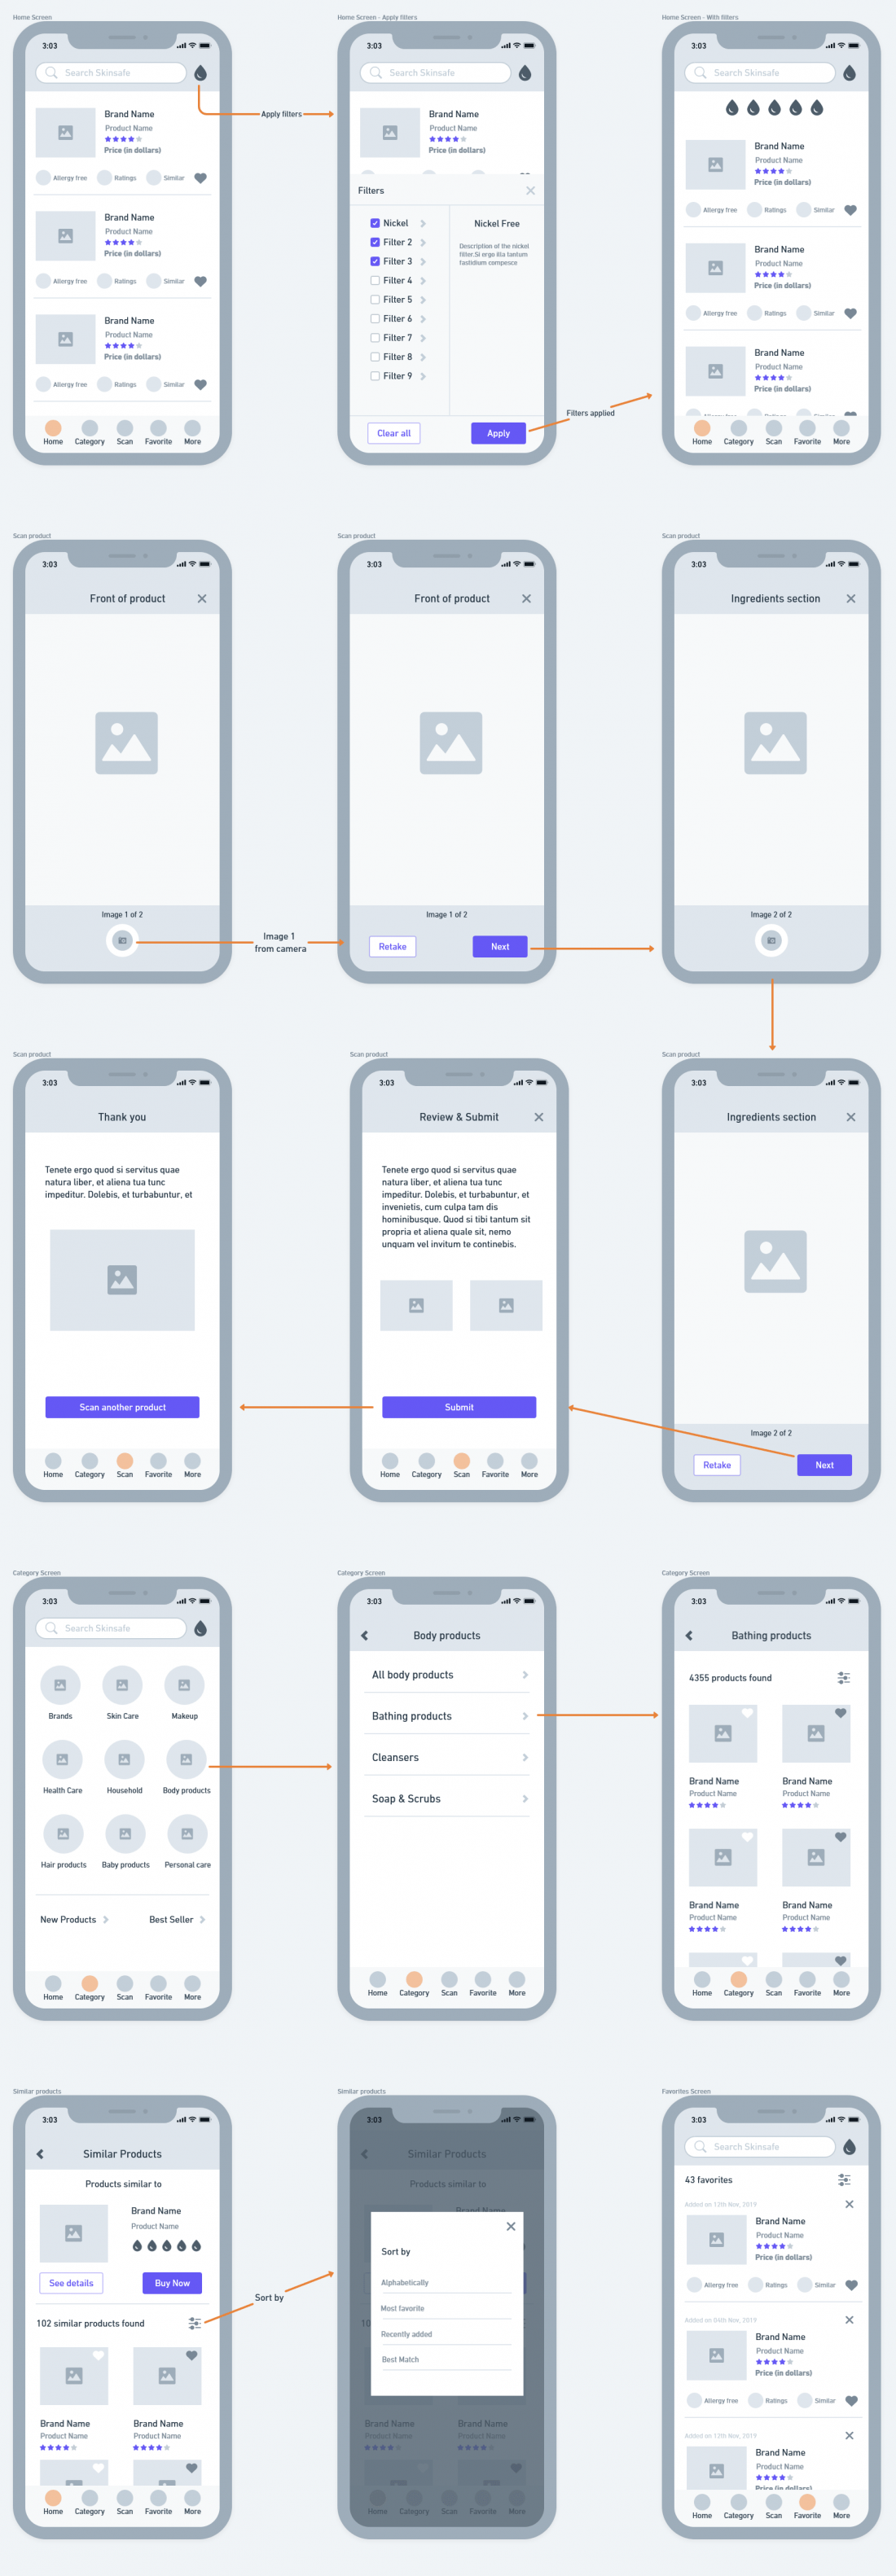 Home Screen
3:03
Search Skinsafe
Brand Name
Product Name
Price (in dollars)
Allergy free
Ratings
Similar
Brand Name
Product Name
Price (in dollars)
Allergy free
Ratings
Similar
Brand Name
Product Name
Price (in dollars)
Allergy free
Ratings
Similar
Home
Category
Scan
Favorite
More
Apply filters
Home Screen - Apply filters
3:03
Search Skinsafe
Brand Name
Product Name
Price (in dollars)
Filters
Nickel
Filter 2
Filter 3
Filter 4
Filter 5
Filter 6
Filter 7
Filter 8
Filter 9
Nickel Free
Description of the nickel
filter.Si ergo illa tantum
fastidium compesce
Clear all
Apply
Filters applied
Home Screen - With filters
3:03
Search Skinsafe
Brand Name
Product Name
Price (in dollars)
Allergy free
Ratings
Similar
Brand Name
Product Name
Price (in dollars)
Allergy free
Ratings
Similar
Brand Name
Product Name
Price (in dollars)
Home
Category
Scan
Favorite
More
Scan product
3:03
Front of product
Image 1 of 2
Image 1
from camera
Scan product
3:03
Front of product
Image 1 of 2
Retake
Next
Scan product
3:03
Ingredients section
Image 2 of 2
Scan product
3:03
Thank you
Tenete ergo quod si servitus quae
natura liber, et aliena tua tunc
impeditur. Dolebis, et turbabuntur, et
Scan another product
Home
Category
Scan
Favorite
More
Scan product
3:03
Review & Submit
Tenete ergo quod si servitus quae
natura liber, et aliena tua tunc
impeditur. Dolebis, et turbabuntur, et
invenietis, cum culpa tam dis
hominibusque. Quod si tibi tantum sit
propria et aliena quale sit, nemo
unquam vel invitum te continebis.
Submit
Home
Category
Scan
Favorite
More
Scan product
3:03
Ingredients section
Image 2 of 2
Retake
Next
Category Screen
3:03
Search Skinsafe
Brands
Skin Care
Makeup
Health Care
Household
Body products
Hair products
Baby products
Personal care
New Products
Best Seller
Home
Category
Scan
Favorite
More
Category Screen
3:03
Body products
All body products
Bathing products
Cleansers
Soap & Scrubs
Home
Category
Scan
Favorite
More
Category Screen
3:03
Bathing products
4355 products found
Brand Name
Product Name
Brand Name
Product Name
Brand Name
Product Name
Brand Name
Product Name
Home
Category
Scan
Favorite
More
Similar products
3:03
Similar Products
Products similar to
Brand Name
Product Name
See details
Buy Now
102 similar products found
Brand Name
Product Name
Brand Name
Product Name
Home
Category
Scan
Favorite
More
Sort by
Similar products
3:03
Similar Products
Products similar to
Brand Name
Sort by
Alphabetically
Most favorite
Recently added
Best Match
10
Brand Name
Product Name
Brand Name
Product Name
Home
Category
Scan
Favorite
More
Favorites Screen
3:03
Search Skinsafe
43 favorites
Added on 12th Nov, 2019
Brand Name
Product Name
Price (in dollars)
Allergy free
Ratings
Similar
Added on 04th Nov, 2019
Brand Name
Product Name
Price (in dollars)
Allergy free
Ratings
Similar
Added on 12th Nov, 2019
Brand Name
Product Name
Price (in dollars)
Home
Category
Scan
Favorite
More